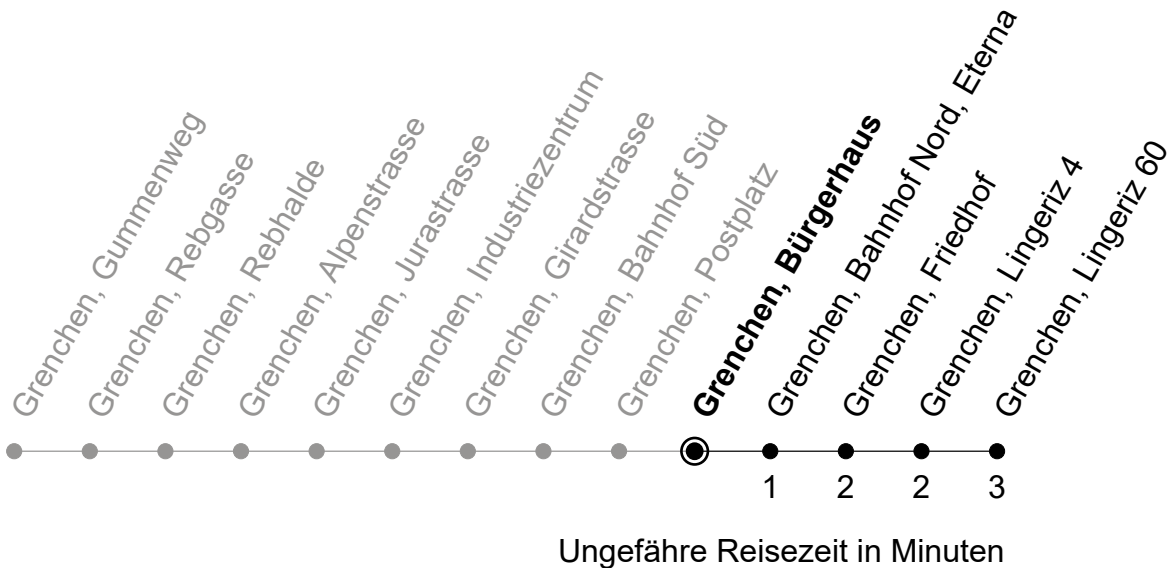 Grenchen, Gummenweg
Grenchen, Rebgasse
Grenchen, Rebhalde
Grenchen, Alpenstrasse
Grenchen, Jurastrasse
Grenchen, Industriezentrum
Grenchen, Girardstrasse
Grenchen, Bahnhof Süd
Grenchen, Postplatz
Grenchen, Bürgerhaus
Grenchen, Bahnhof Nord, Eterna
Grenchen, Friedhof
Grenchen, Lingeriz 4
Grenchen, Lingeriz 60
1 2 2 3
Ungefähre Reisezeit in Minuten